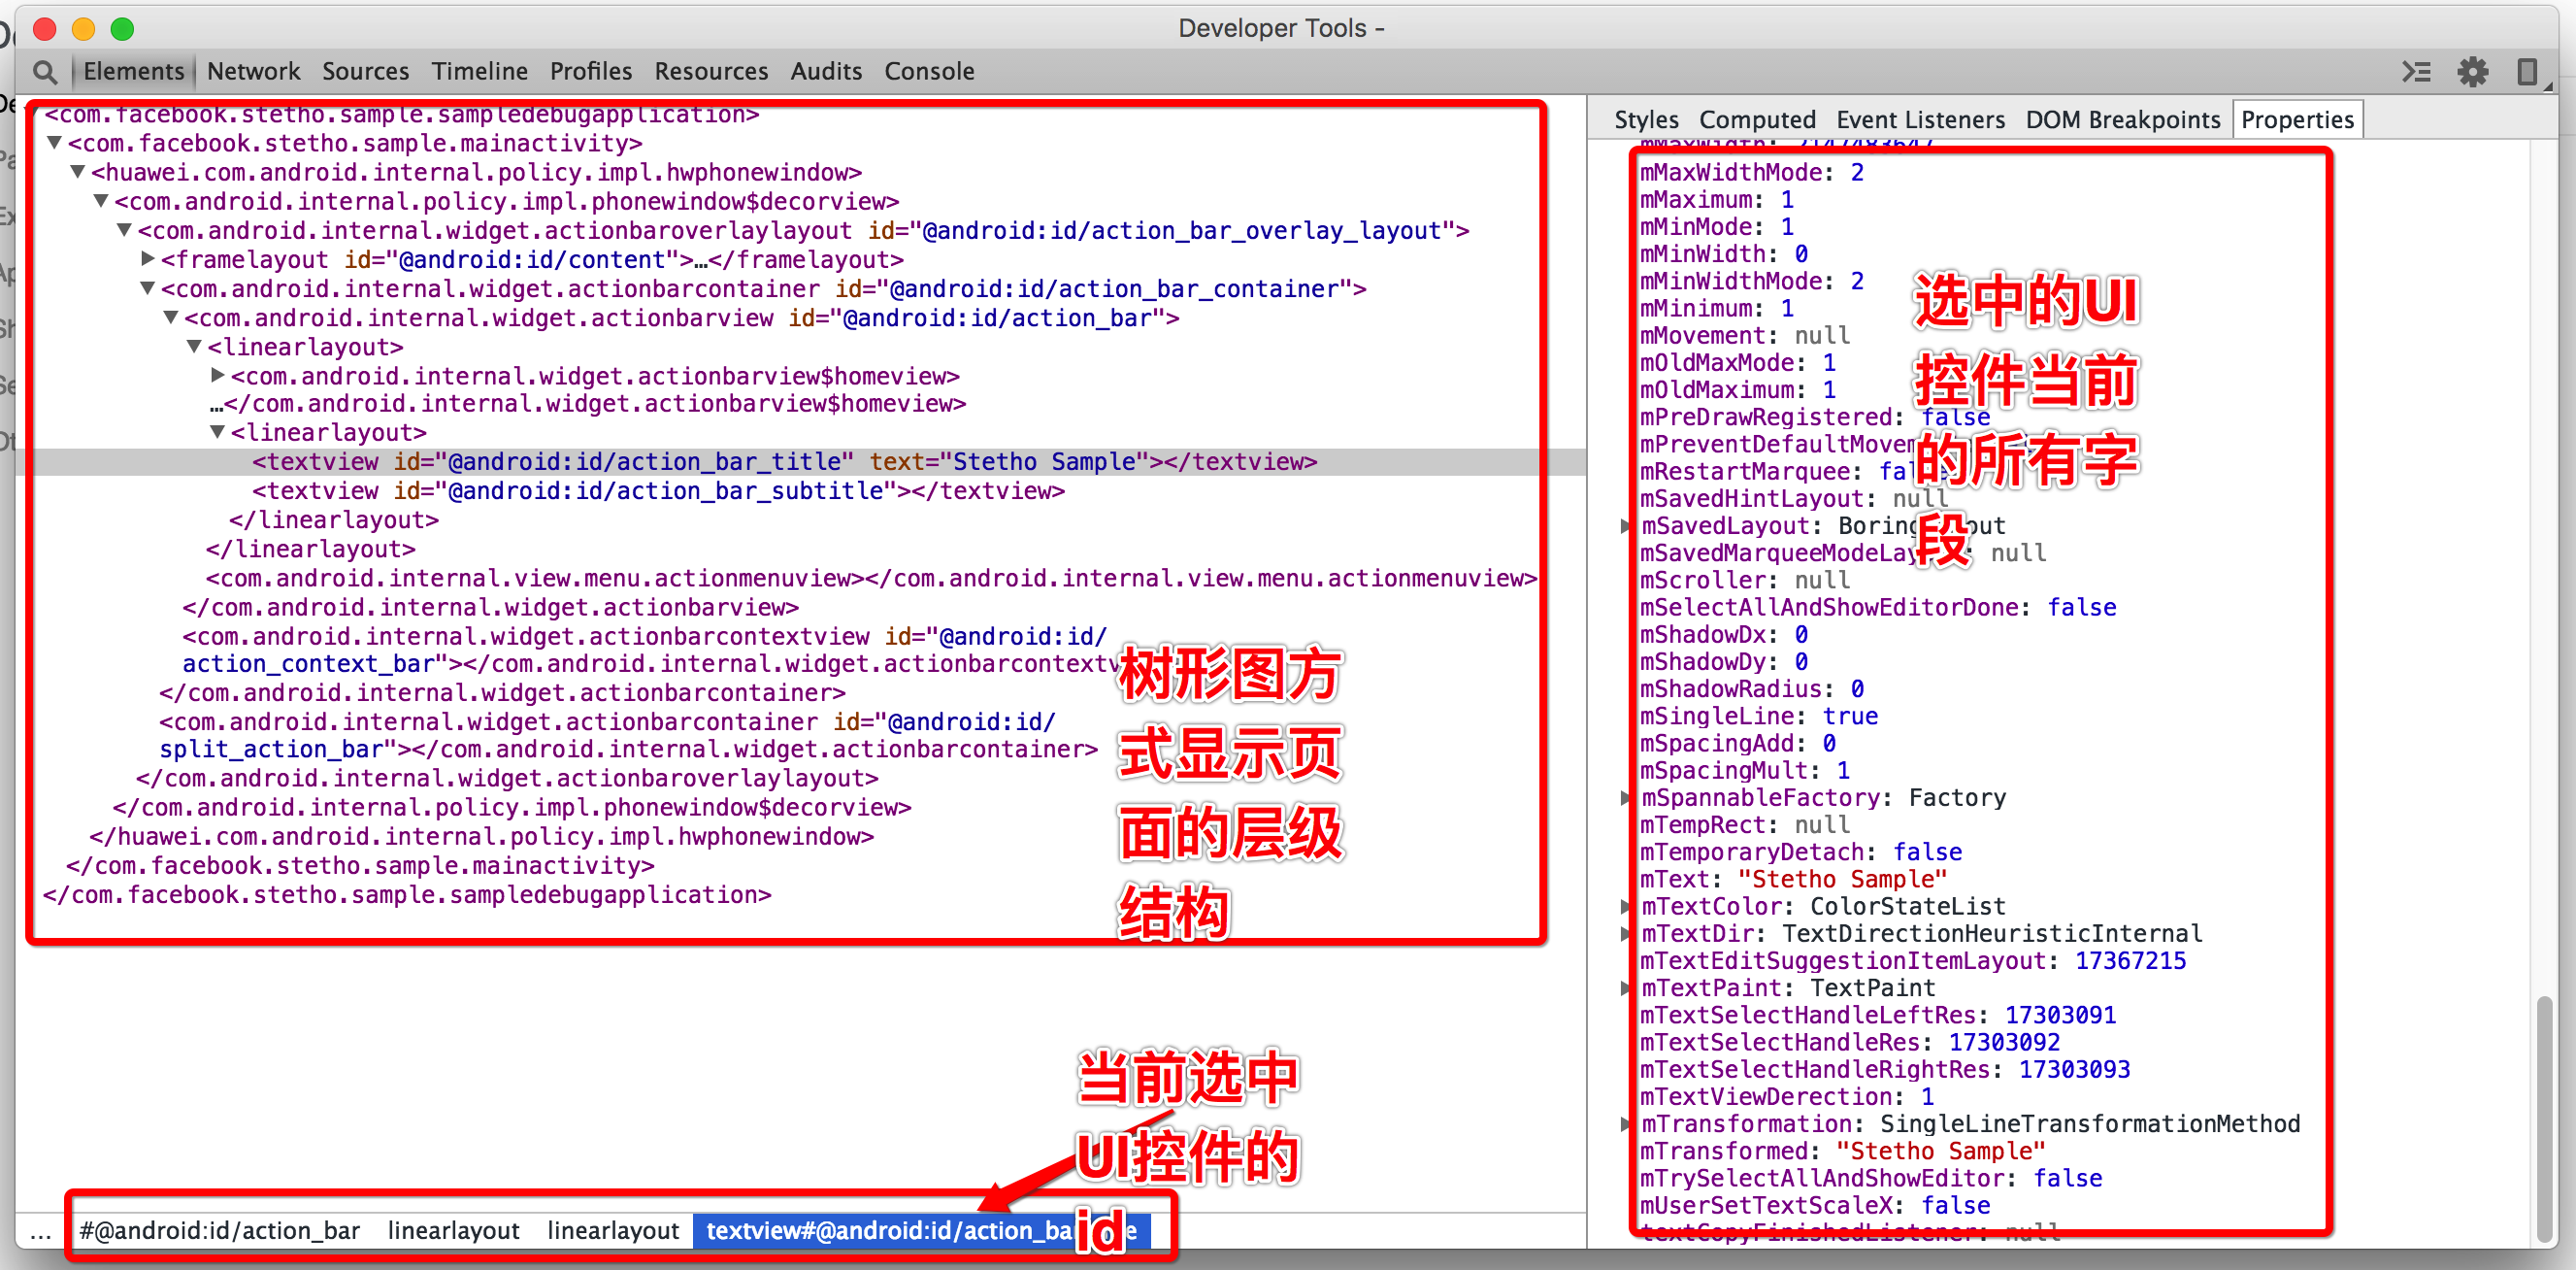 Developer Tools -
Elements Network Sources Timeline Profiles Resources Audits Console
<com.facebook.stetho.sample.sampledebugapplication>
<com.facebook.stetho.sample.mainactivity>
<huawei.com.android.internal.policy.impl.hwphonewindow>
<com.android.internal.policy.impl.phonewindow$decorview>
<com.android.internal.widget.actionbaroverlaylayout id="@android:id/action_bar_overlay_layout">
<framelayout id="@android:id/content">…</framelayout>
<com.android.internal.widget.actionbarcontainer id="@android:id/action_bar_container">
<com.android.internal.widget.actionbarview id="@android:id/action_bar">
<linearlayout>
<com.android.internal.widget.actionbarview$homeview>
…</com.android.internal.widget.actionbarview$homeview>
<linearlayout>
<textview id="@android:id/action_bar_title" text="Stetho Sample"></textview>
<textview id="@android:id/action_bar_subtitle"></textview>
</linearlayout>
</linearlayout>
<com.android.internal.view.menu.actionmenuview></com.android.internal.view.menu.actionmenuview>
</com.android.internal.widget.actionbarview>
<com.android.internal.widget.actionbarcontextview id="@android:id/
action_context_bar"></com.android.internal.widget.actionbarcontextv
</com.android.internal.widget.actionbarcontainer>
<com.android.internal.widget.actionbarcontainer id="@android:id/
split_action_bar"></com.android.internal.widget.actionbarcontainer>
</com.android.internal.widget.actionbaroverlaylayout>
</com.android.internal.policy.impl.phonewindow$decorview>
</huawei.com.android.internal.policy.impl.hwphonewindow>
</com.facebook.stetho.sample.mainactivity>
</com.facebook.stetho.sample.sampledebugapplication>
树形图方
式显示页
面的层级
结构
当前选中
UI控件的
id
... #@android:id/action_bar linearlayout linearlayout textview#@android:id/action_ba
Styles Computed Event Listeners DOM Breakpoints Properties
mMaxWidth: 2147483647
mMaxWidthMode: 2
mMaximum: 1
mMinMode: 1
mMinWidth: 0
mMinWidthMode: 2
mMinimum: 1
mMovement: null
mOldMaxMode: 1
mOldMaximum: 1
mPreDrawRegistered: false
mPreventDefaultMovem
mRestartMarquee: fal
mSavedHintLayout: null
mSavedLayout: Boring out
mSavedMarqueeModeLay : null
mScroller: null
mSelectAllAndShowEditorDone: false
mShadowDx: 0
mShadowDy: 0
mShadowRadius: 0
mSingleLine: true
mSpacingAdd: 0
mSpacingMult: 1
mSpannableFactory: Factory
mTempRect: null
mTemporaryDetach: false
mText: "Stetho Sample"
mTextColor: ColorStateList
mTextDir: TextDirectionHeuristicInternal
mTextEditSuggestionItemLayout: 17367215
mTextPaint: TextPaint
mTextSelectHandleLeftRes: 17303091
mTextSelectHandleRes: 17303092
mTextSelectHandleRightRes: 17303093
mTextViewDerection: 1
mTransformation: SingleLineTransformationMethod
mTransformed: "Stetho Sample"
mTrySelectAllAndShowEditor: false
mUserSetTextScaleX: false
textCopyFinishedListener: null
选中的UI
控件当前
的所有字
段